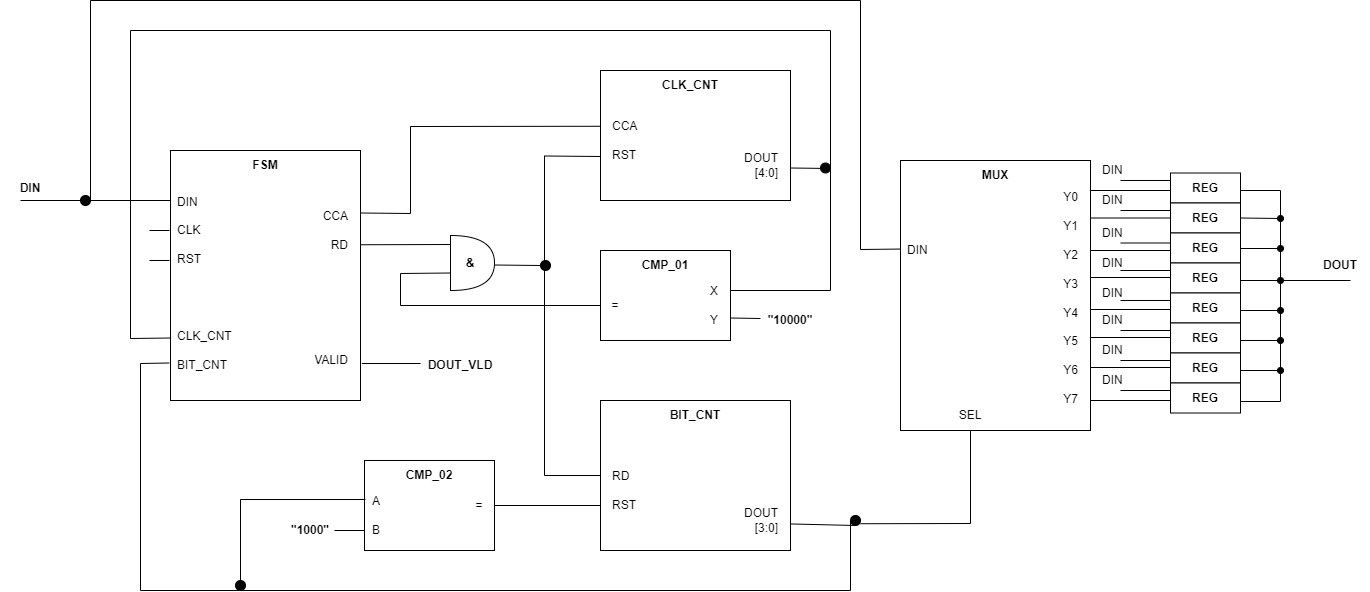 CLK_CNT
CCA
RST
DOUT
[4:0]
FSM
DIN
DIN
CLK
RST
CCA
RD
CLK_CNT
BIT_CNT
VALID
DOUT_VLD
&
CMP_01
=
X
Y
"10000"
BIT_CNT
RD
RST
DOUT
[3:0]
CMP_02
A
B
=
"1000"
MUX
DIN
SEL
Y0
Y1
Y2
Y3
Y4
Y5
Y6
Y7
DIN
REG
DIN
REG
DIN
REG
DIN
REG
DIN
REG
DIN
REG
DIN
REG
DIN
REG
DOUT